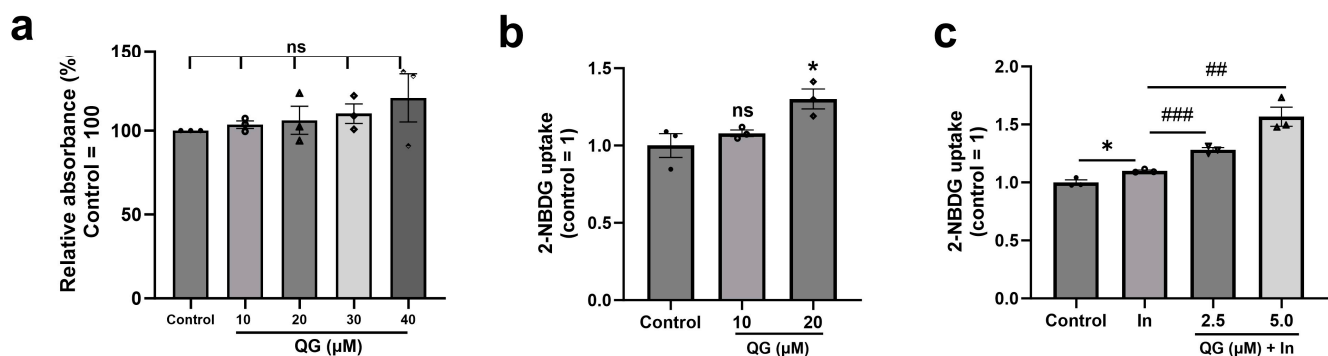 a
Relative absorbance (%
Control = 100
150
100
50
0
ns
Control
10
20
30
40
QG (µM)
b
2-NBDG uptake
(control = 1)
1.5
1.0
0.5
0.0
ns
*
Control
10
20
QG (µM)
c
2-NBDG uptake
(control = 1)
2.0
1.5
1.0
0.5
0.0
*
###
##
Control
In
2.5
5.0
QG (µM) + In